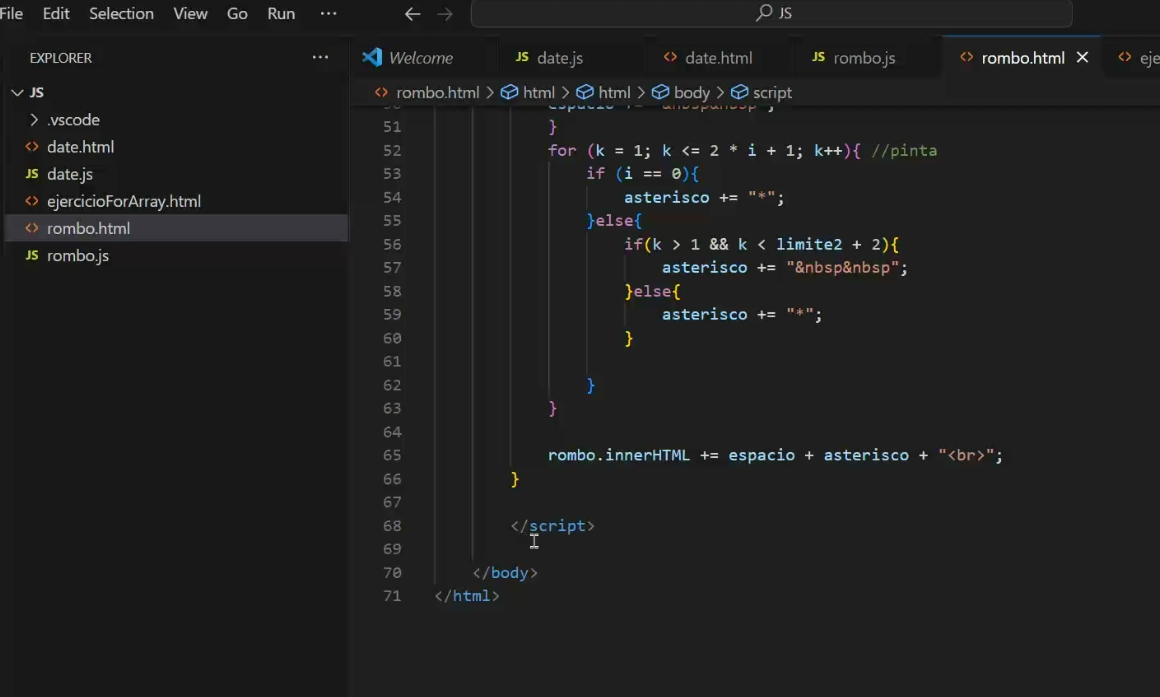 File Edit Selection View Go Run ··· ← → JS
EXPLORER ···
JS
.vscode
<> date.html
JS date.js
<> ejercicioForArray.html
<> rombo.html
JS rombo.js
Welcome JS date.js <> date.html JS rombo.js <> rombo.html × <> eje
<> rombo.html > html > html > body > script
51 }
52 for (k = 1; k <= 2 * i + 1; k++){ //pinta
53 if (i == 0){
54 asterisco += "*";
55 }else{
56 if(k > 1 && k < limite2 + 2){
57 asterisco += "&nbsp&nbsp";
58 }else{
59 asterisco += "*";
60 }
61
62 }
63 }
64
65 rombo.innerHTML += espacio + asterisco + "<br>";
66 }
67
68 </script>
69
70 </body>
71 </html>